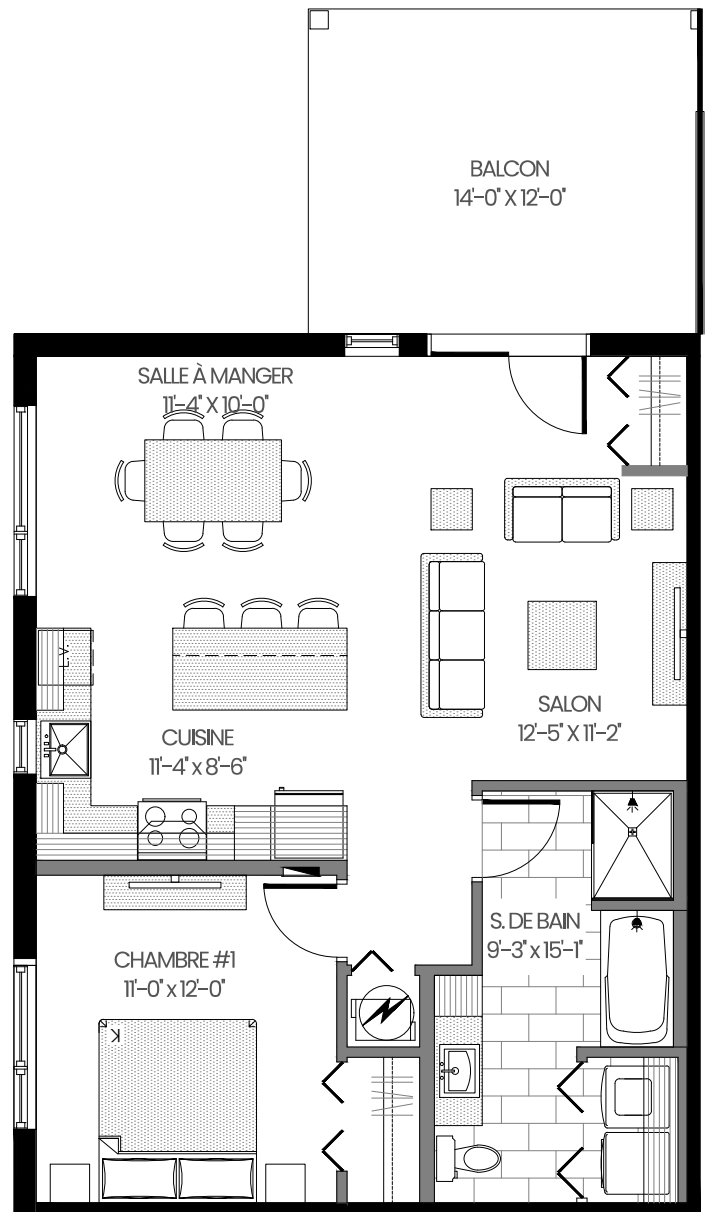 BALCON
14'-0" X 12'-0"
SALLE À MANGER
11'-4" X 10'-0"
L.V.
SALON
12'-5" X 11'-2"
CUISINE
11'-4" x 8'-6"
S. DE BAIN
9'-3" x 15'-1"
CHAMBRE #1
11'-0" x 12'-0"
K